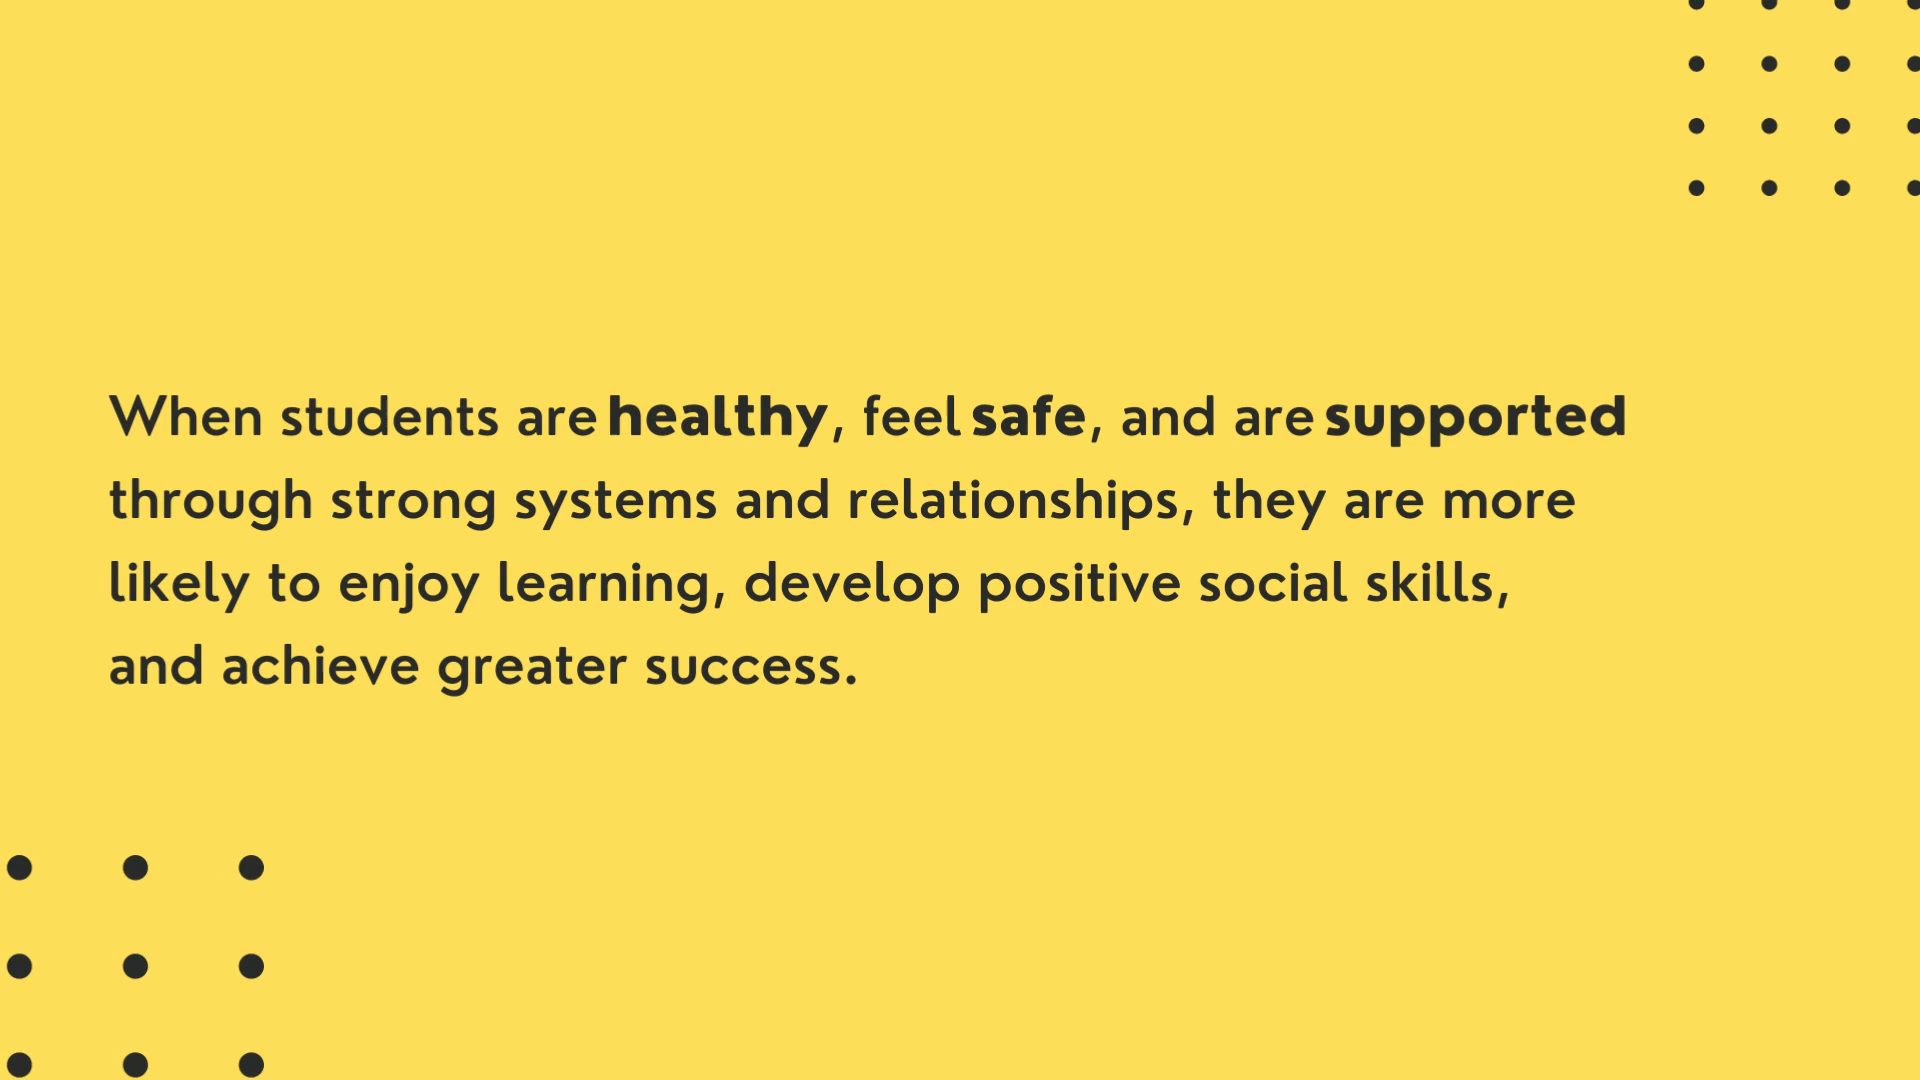 When students are healthy, feel safe, and are supported
through strong systems and relationships, they are more
likely to enjoy learning, develop positive social skills,
and achieve greater success.